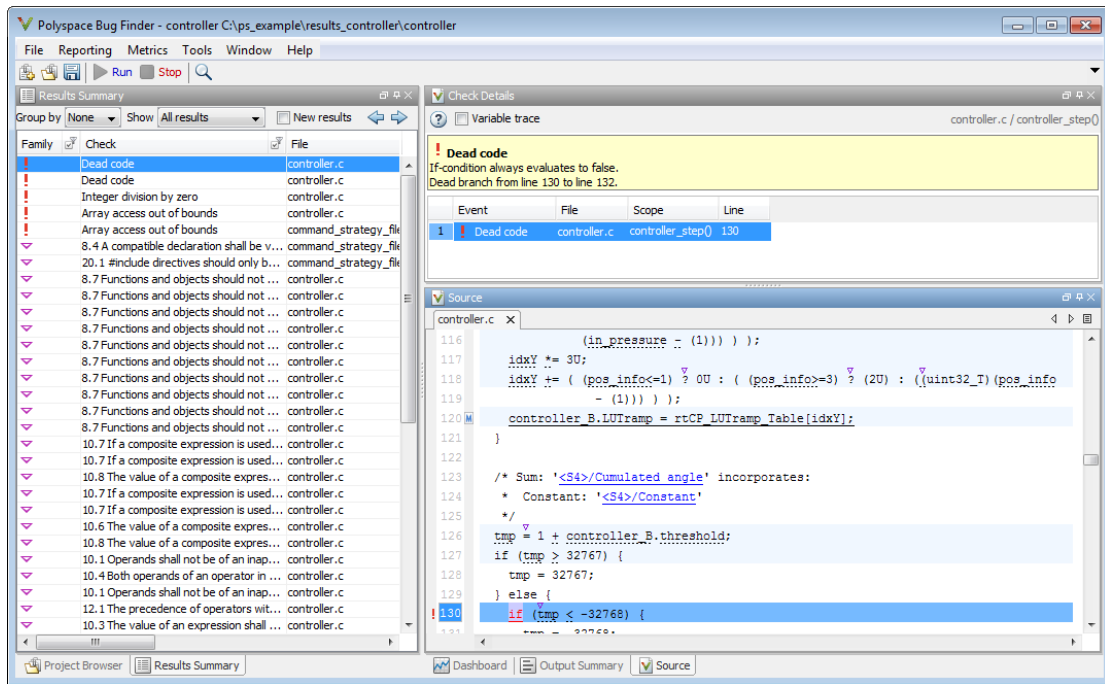 Polyspace Bug Finder - controller C:\ps_example\results_controller\controller
File Reporting Metrics Tools Window Help
Run Stop
Results Summary
Group by None Show All results New results
Family Check File
Dead code controller.c
Dead code controller.c
Integer division by zero controller.c
Array access out of bounds controller.c
Array access out of bounds command_strategy_file
8.4 A compatible declaration shall be v... command_strategy_file
20.1 #include directives should only b... command_strategy_file
8.7 Functions and objects should not ... controller.c
8.7 Functions and objects should not ... controller.c
8.7 Functions and objects should not ... controller.c
8.7 Functions and objects should not ... controller.c
8.7 Functions and objects should not ... controller.c
8.7 Functions and objects should not ... controller.c
8.7 Functions and objects should not ... controller.c
8.7 Functions and objects should not ... controller.c
8.7 Functions and objects should not ... controller.c
8.7 Functions and objects should not ... controller.c
10.7 If a composite expression is used... controller.c
10.7 If a composite expression is used... controller.c
10.8 The value of a composite expres... controller.c
10.7 If a composite expression is used... controller.c
10.7 If a composite expression is used... controller.c
10.6 The value of a composite expres... controller.c
10.8 The value of a composite expres... controller.c
10.1 Operands shall not be of an inap... controller.c
10.4 Both operands of an operator in ... controller.c
10.1 Operands shall not be of an inap... controller.c
12.1 The precedence of operators wit... controller.c
10.3 The value of an expression shall ... controller.c
Project Browser Results Summary
Check Details
Variable trace controller.c / controller_step()
! Dead code
If-condition always evaluates to false.
Dead branch from line 130 to line 132.
Event File Scope Line
1 ! Dead code controller.c controller_step() 130
Source
controller.c X
116 (in_pressure - (1))) ) );
117 idxY *= 3U;
118 idxY += ( (pos_info<=1) ? 0U : ( (pos_info>=3) ? (2U) : ((uint32_T)(pos_info
119 - (1))) ) );
120 M controller_B.LUTramp = rtCP_LUTramp_Table[idxY];
121 }
122
123 /* Sum: '<S4>/Cumulated angle' incorporates:
124 * Constant: '<S4>/Constant'
125 */
126 tmp = 1 + controller_B.threshold;
127 if (tmp > 32767) {
128 tmp = 32767;
129 } else {
! 130 if (tmp < -32768) {
131 tmp = -32768;
Dashboard Output Summary Source